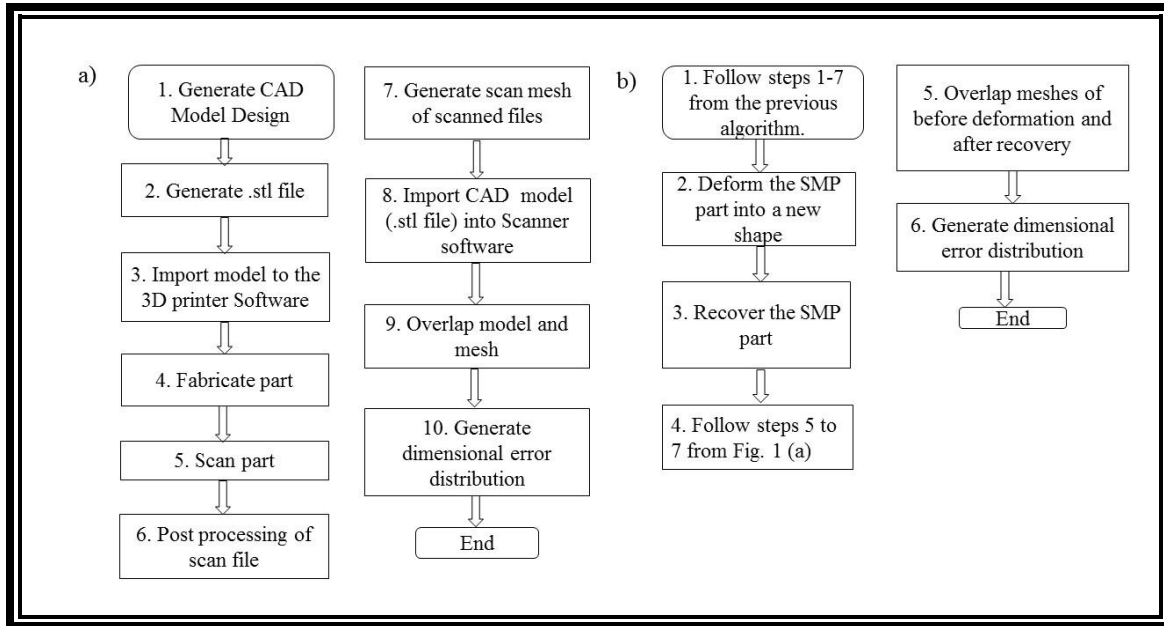 a)
1. Generate CAD
Model Design
2. Generate .stl file
3. Import model to the
3D printer Software
4. Fabricate part
5. Scan part
6. Post processing of
scan file
7. Generate scan mesh
of scanned files
8. Import CAD model
(.stl file) into Scanner
software
9. Overlap model and
mesh
10. Generate
dimensional error
distribution
End
b)
1. Follow steps 1-7
from the previous
algorithm.
2. Deform the SMP
part into a new
shape
3. Recover the SMP
part
4. Follow steps 5 to
7 from Fig. 1 (a)
5. Overlap meshes of
before deformation and
after recovery
6. Generate dimensional
error distribution
End